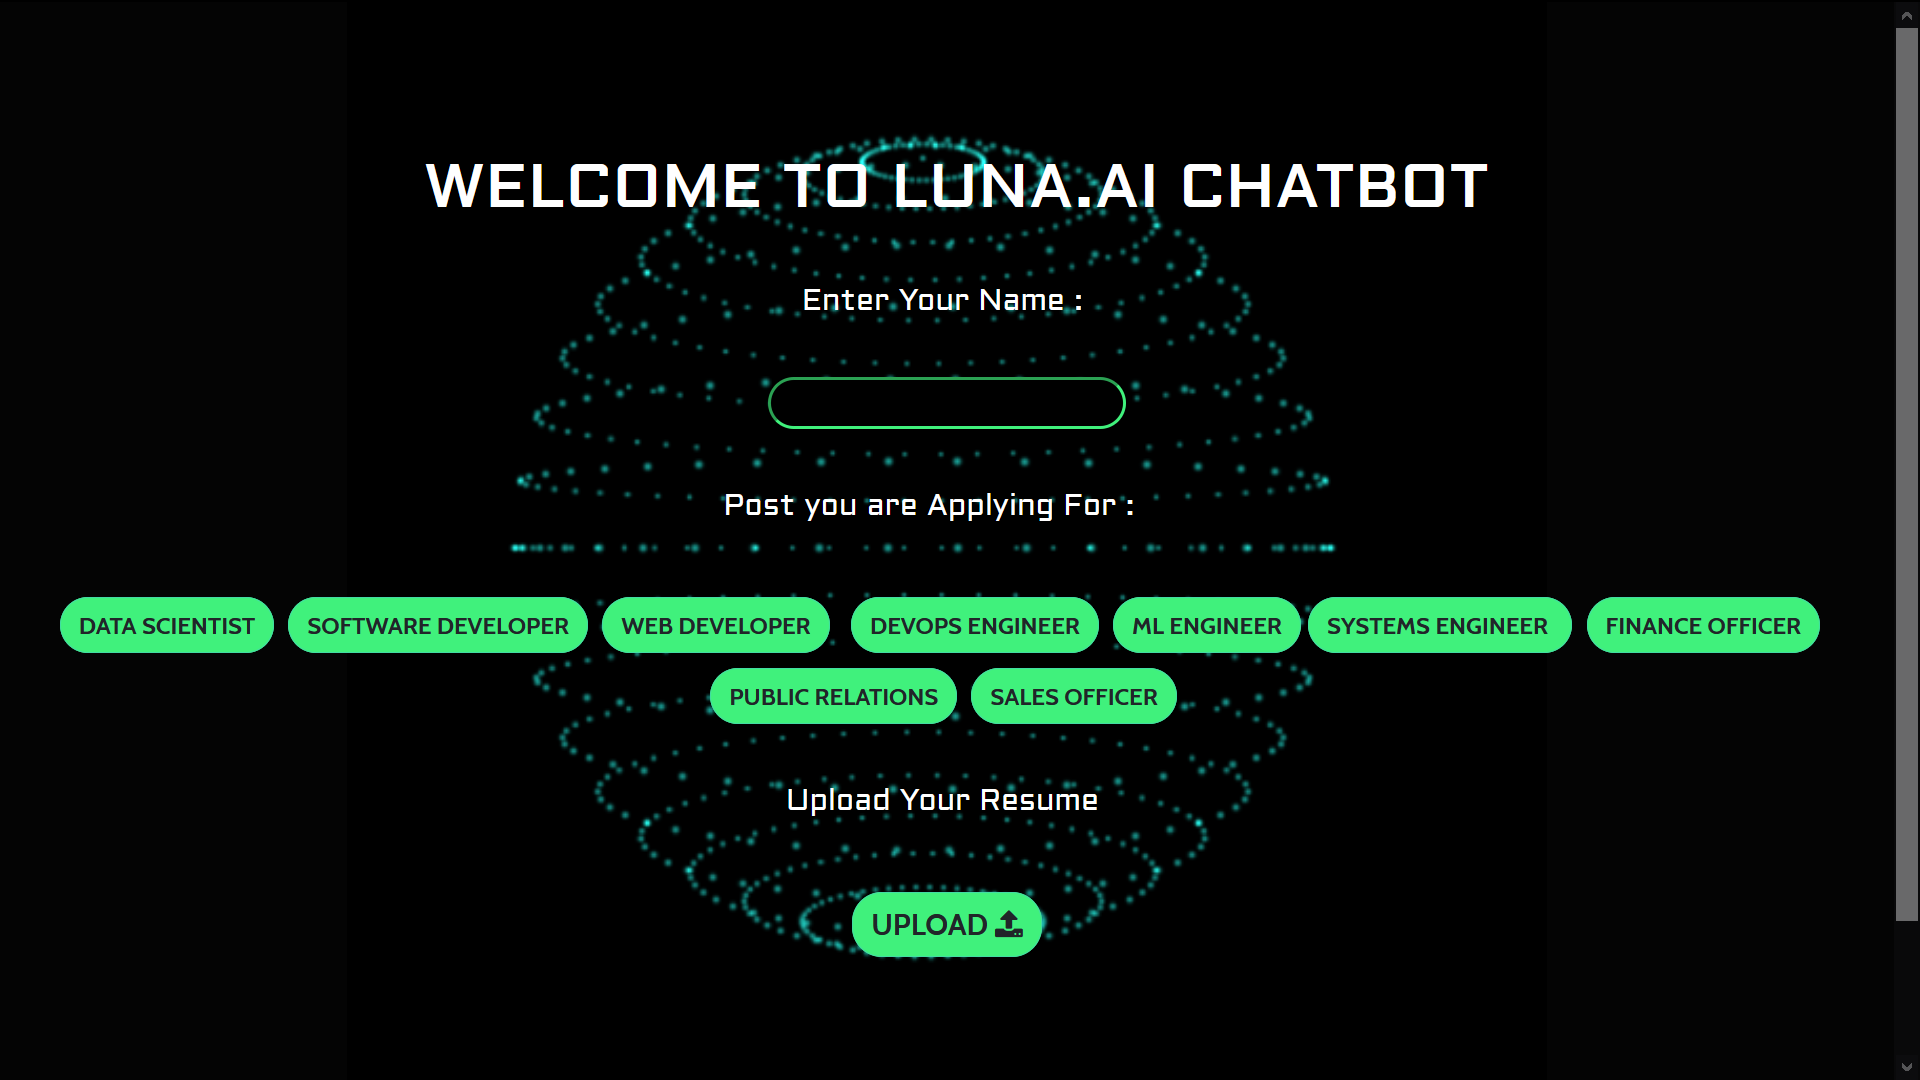 WELCOME TO LUNA.AI CHATBOT
Enter Your Name :
Post you are Applying For :
DATA SCIENTIST SOFTWARE DEVELOPER WEB DEVELOPER DEVOPS ENGINEER ML ENGINEER SYSTEMS ENGINEER FINANCE OFFICER
PUBLIC RELATIONS SALES OFFICER
Upload Your Resume
UPLOAD